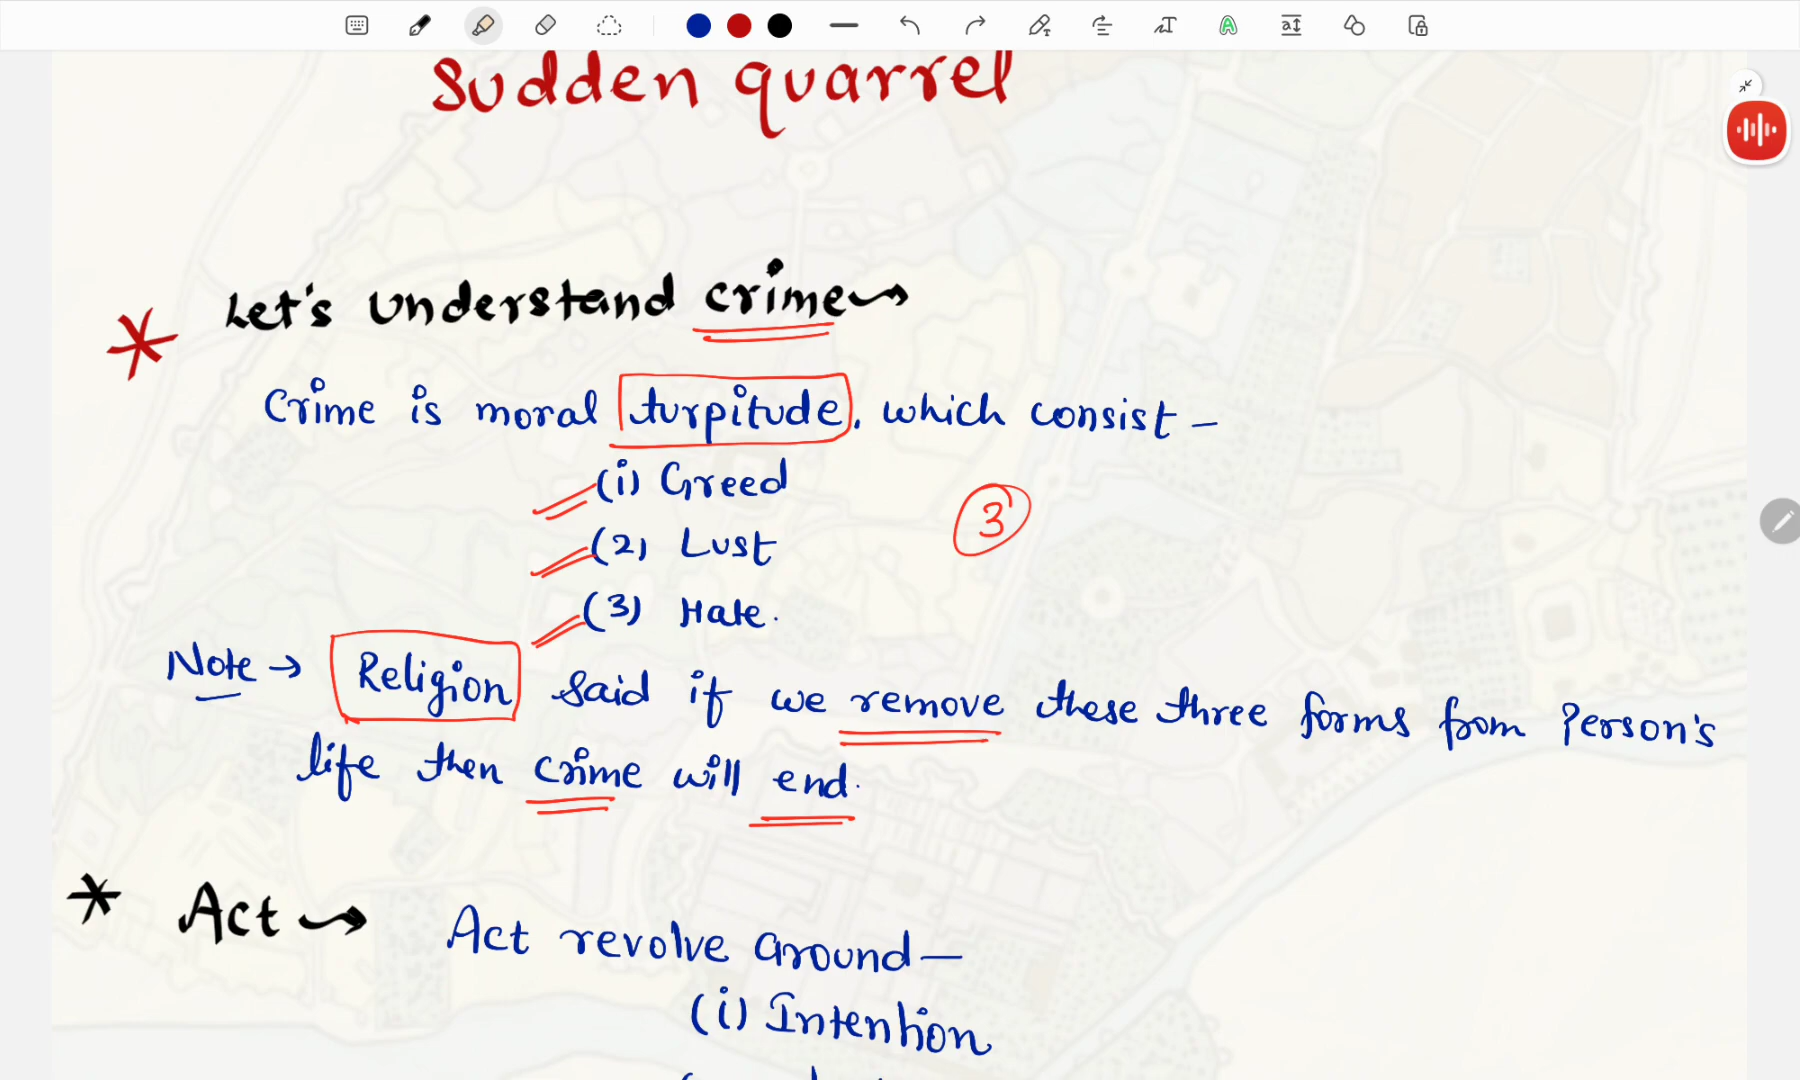 Sudden quarrel
* Let's understand crime →
Crime is moral turpitude. which consist –
(i) Greed
(2) Lust
3
(3) Hate.
Note → Religion said if we remove these three forms from Person's
life then crime will end.
* Act → Act revolve around –
(i) Intention